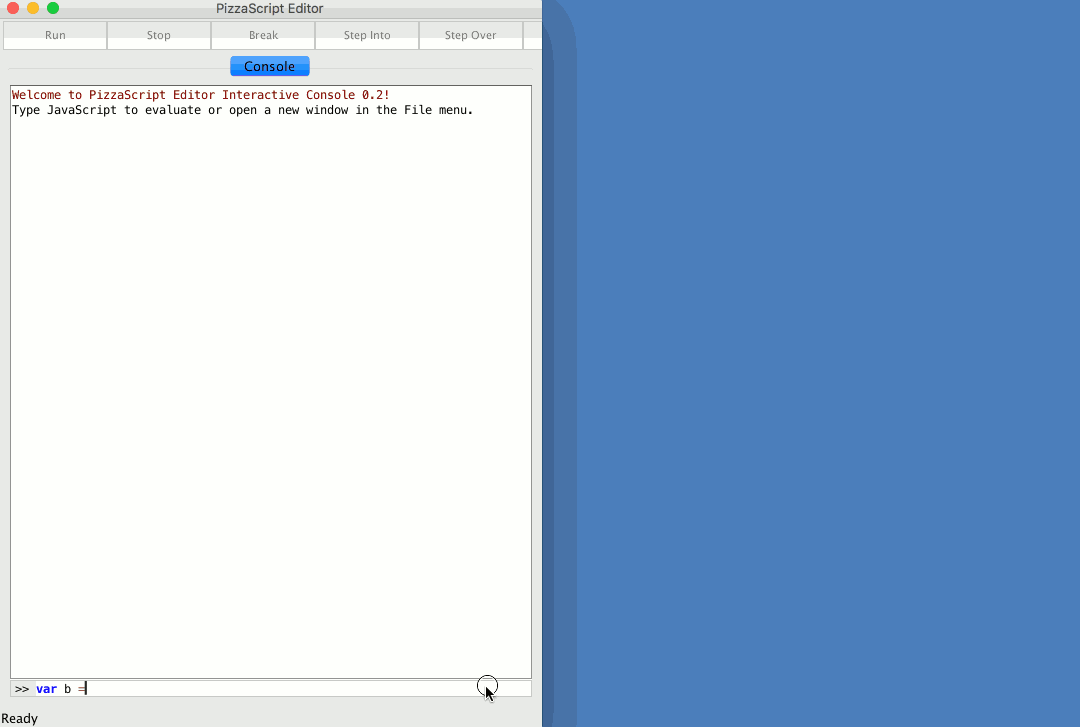 PizzaScript Editor
Run Stop Break Step Into Step Over
Console
Welcome to PizzaScript Editor Interactive Console 0.2!
Type JavaScript to evaluate or open a new window in the File menu.
>> var b =
Ready